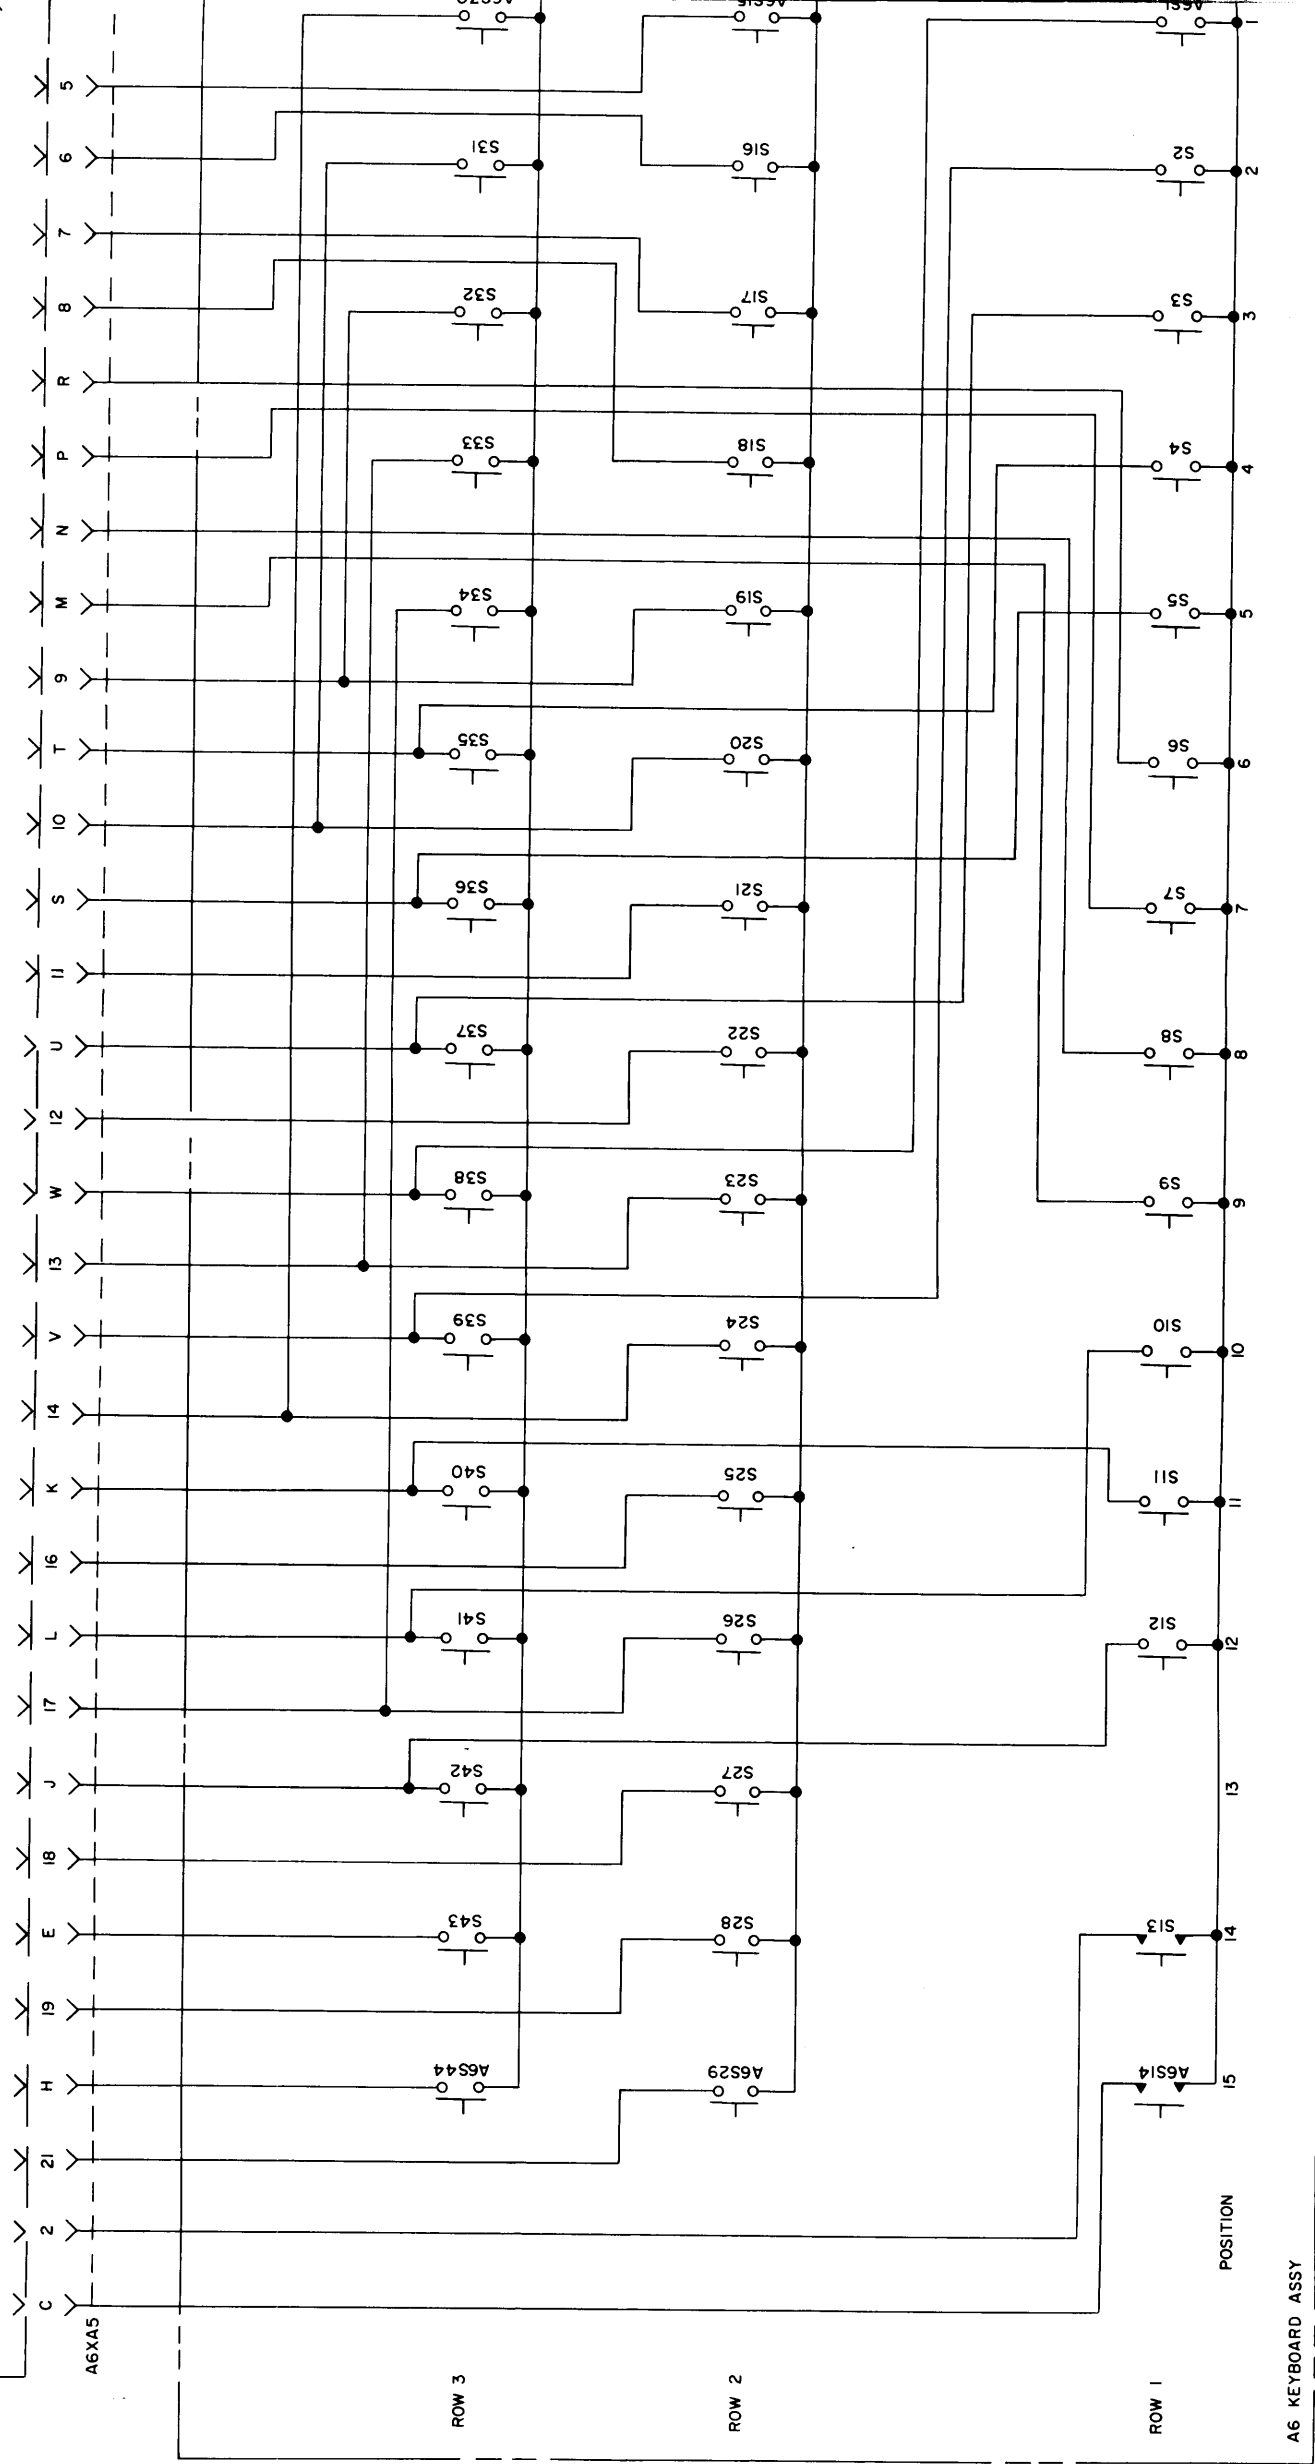 C 2 21 H 19 E 18 J 17 L 16 K 14 V 13 W 12 U 11 S 10 T 9 M N P R 8 7 6 5
A6XA5
ROW 3
A6S44 S43 S42 S41 S40 S39 S38 S37 S36 S35 S34 S33 S32 S31
ROW 2
A6S29 S28 S27 S26 S25 S24 S23 S22 S21 S20 S19 S18 S17 S16 A6S15
ROW 1
A6S14 S13 S12 S11 S10 S9 S8 S7 S6 S5 S4 S3 S2 A6S1
POSITION 15 14 13 12 11 10 9 8 7 6 5 4 3 2 1
A6 KEYBOARD ASSY